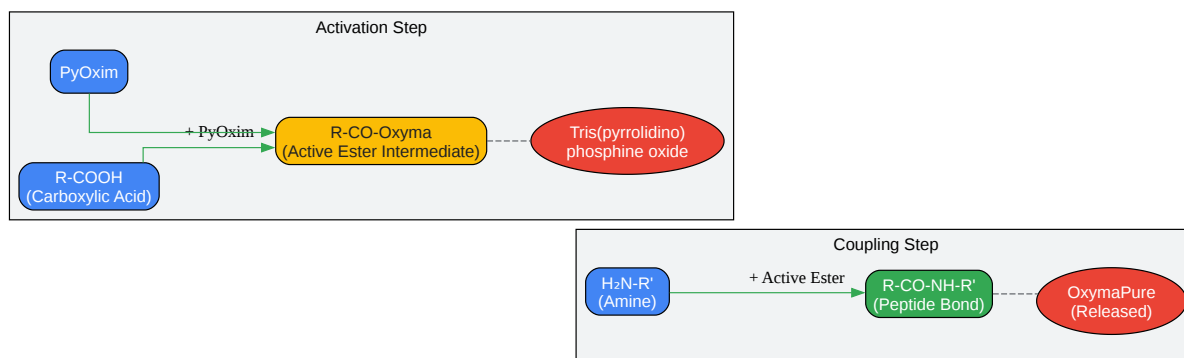 Activation Step
PyOxim
+ PyOxim
R-COOH
(Carboxylic Acid)
R-CO-Oxyma
(Active Ester Intermediate)
Tris(pyrrolidino)
phosphine oxide
Coupling Step
H₂N-R'
(Amine)
+ Active Ester
R-CO-NH-R'
(Peptide Bond)
OxymaPure
(Released)